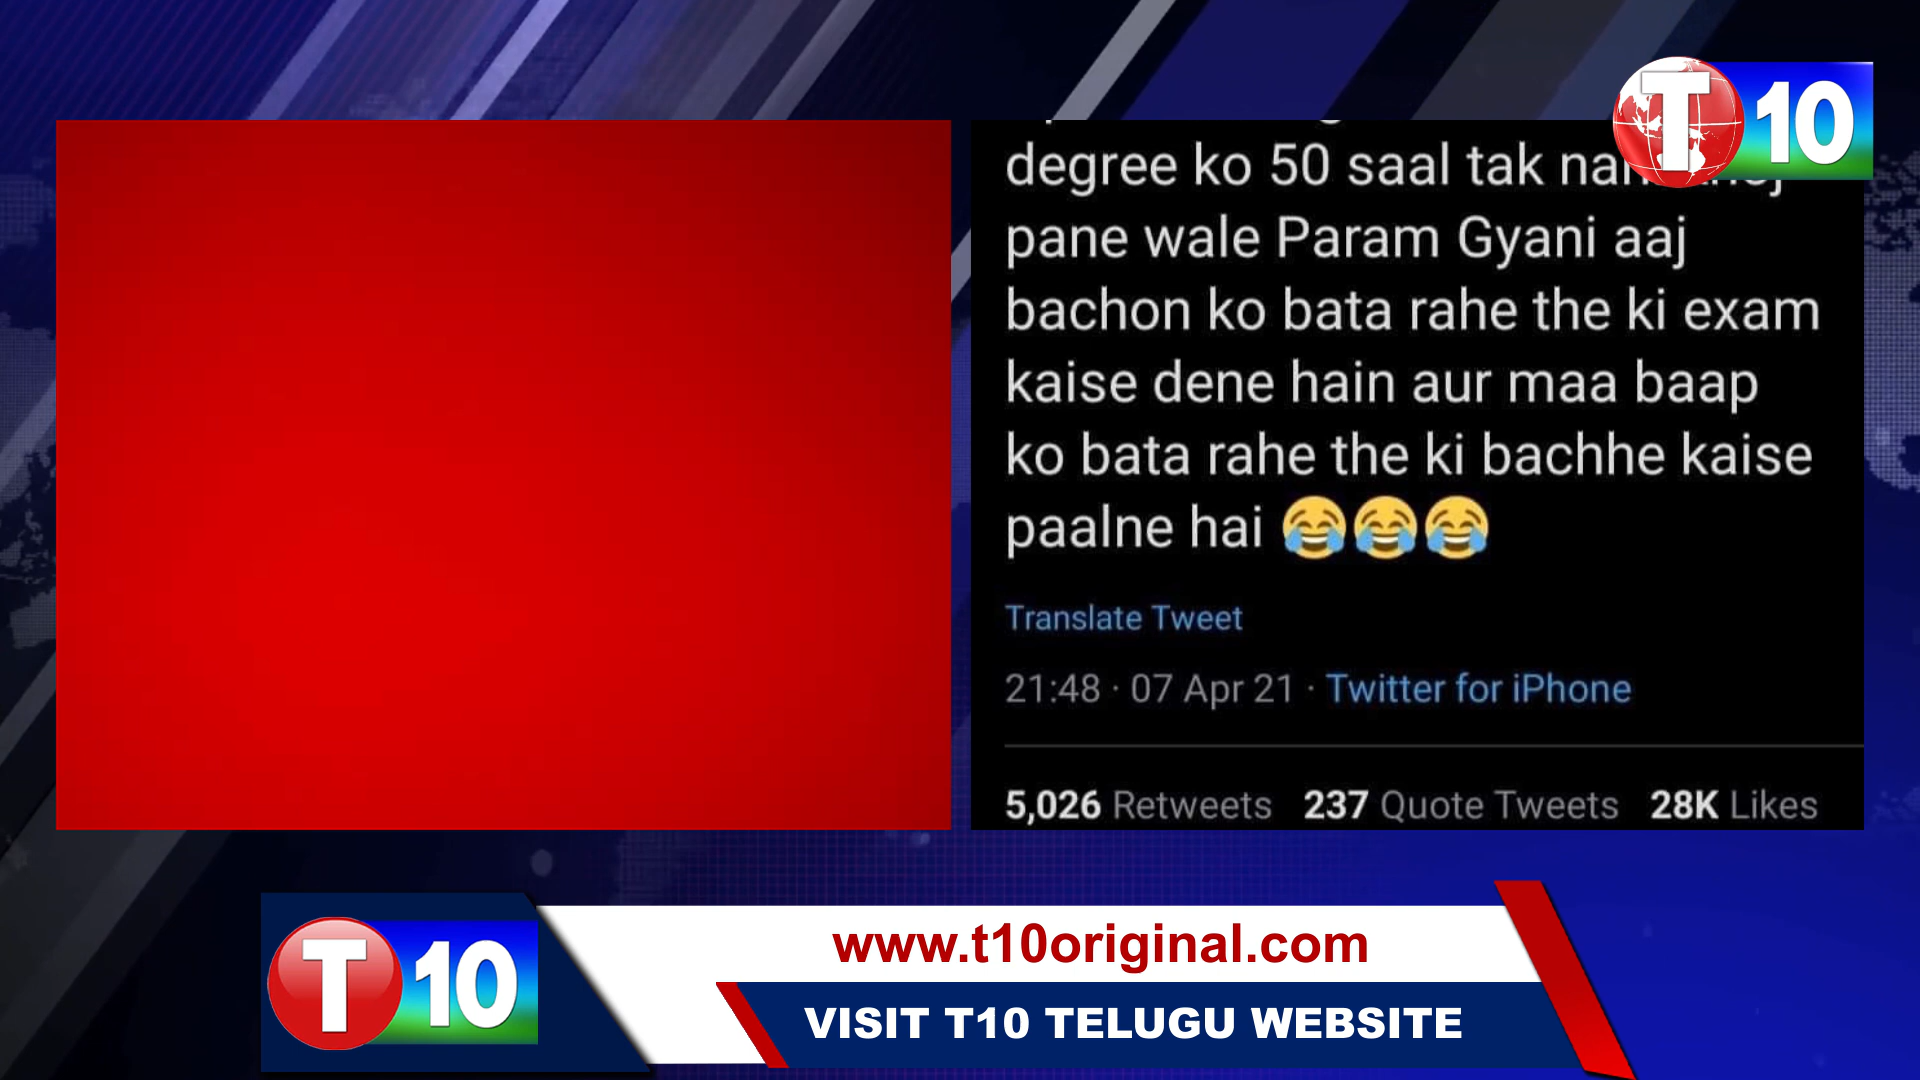 T 10
degree ko 50 saal tak
pane wale Param Gyani aaj
bachon ko bata rahe the ki exam
kaise dene hain aur maa baap
ko bata rahe the ki bachhe kaise
paalne hai 😂😂😂
Translate Tweet
21:48 · 07 Apr 21 · Twitter for iPhone
5,026 Retweets 237 Quote Tweets 28K Likes
T 10
www.t10original.com
VISIT T10 TELUGU WEBSITE